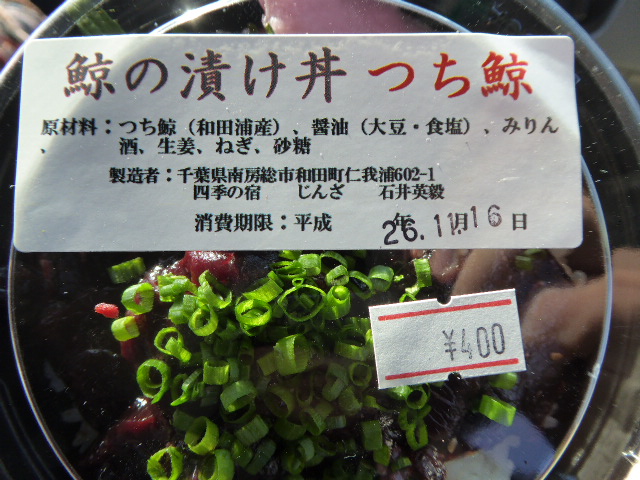 鯨の漬け丼 つち鯨
原材料：つち鯨（和田浦産）、醤油（大豆・食塩）、みりん
、酒、生姜、ねぎ、砂糖
製造者：千葉県南房総市和田町仁我浦602-1
四季の宿 じんざ 石井英毅
消費期限：平成 26年11月16日
¥400